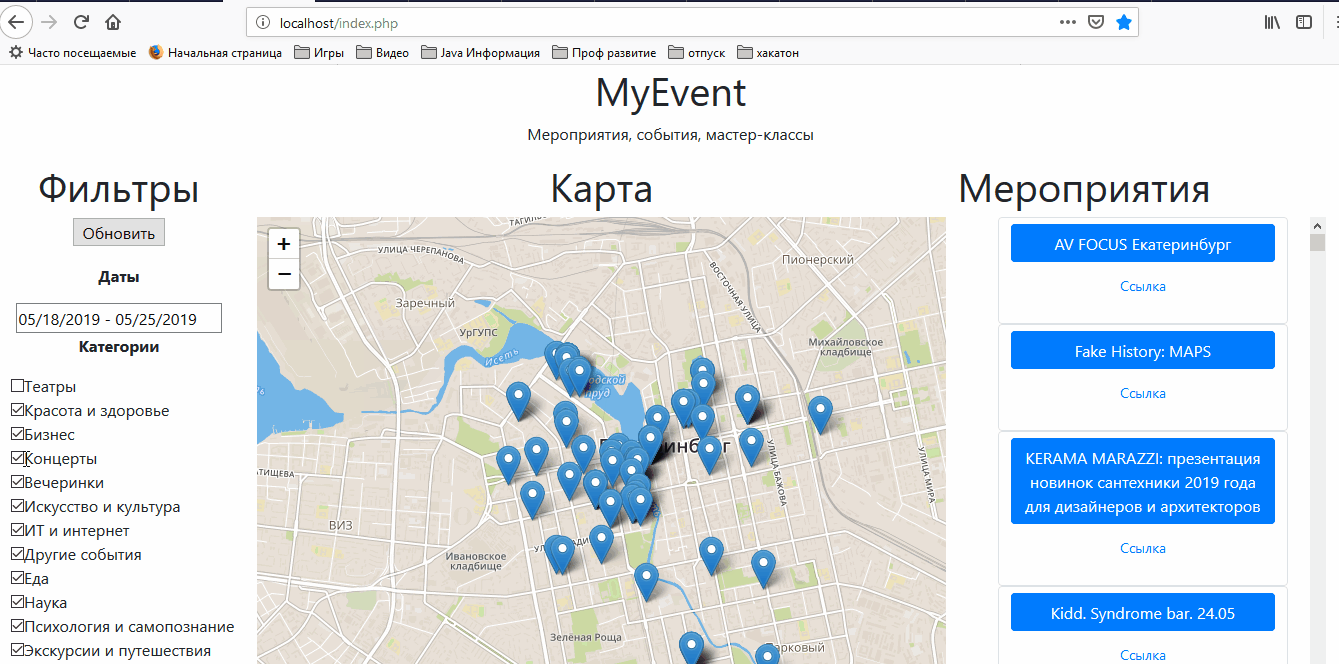 localhost/index.php
Часто посещаемые
Начальная страница
Игры
Видео
Java Информация
Проф развитие
отпуск
хакатон
MyEvent
Мероприятия, события, мастер-классы
Фильтры
Обновить
Даты
05/18/2019 - 05/25/2019
Категории
Театры
Красота и здоровье
Бизнес
Концерты
Вечеринки
Искусство и культура
ИТ и интернет
Другие события
Еда
Наука
Психология и самопознание
Экскурсии и путешествия
Карта
+
−
УЛИЦА ЧЕРЕПАНОВА
Пионерский
ВОСТОЧНАЯ УЛИЦА
Заречный
УрГУПС
Исеть
Михайловское
кладбище
УЛИЦА БАЖОВА
УЛИЦА МИРА
ВИЗ
Ивановское
кладбище
Зелёная Роща
Мероприятия
AV FOCUS Екатеринбург
Ссылка
Fake History: MAPS
Ссылка
KERAMA MARAZZI: презентация
новинок сантехники 2019 года
для дизайнеров и архитекторов
Ссылка
Kidd. Syndrome bar. 24.05
Ссылка